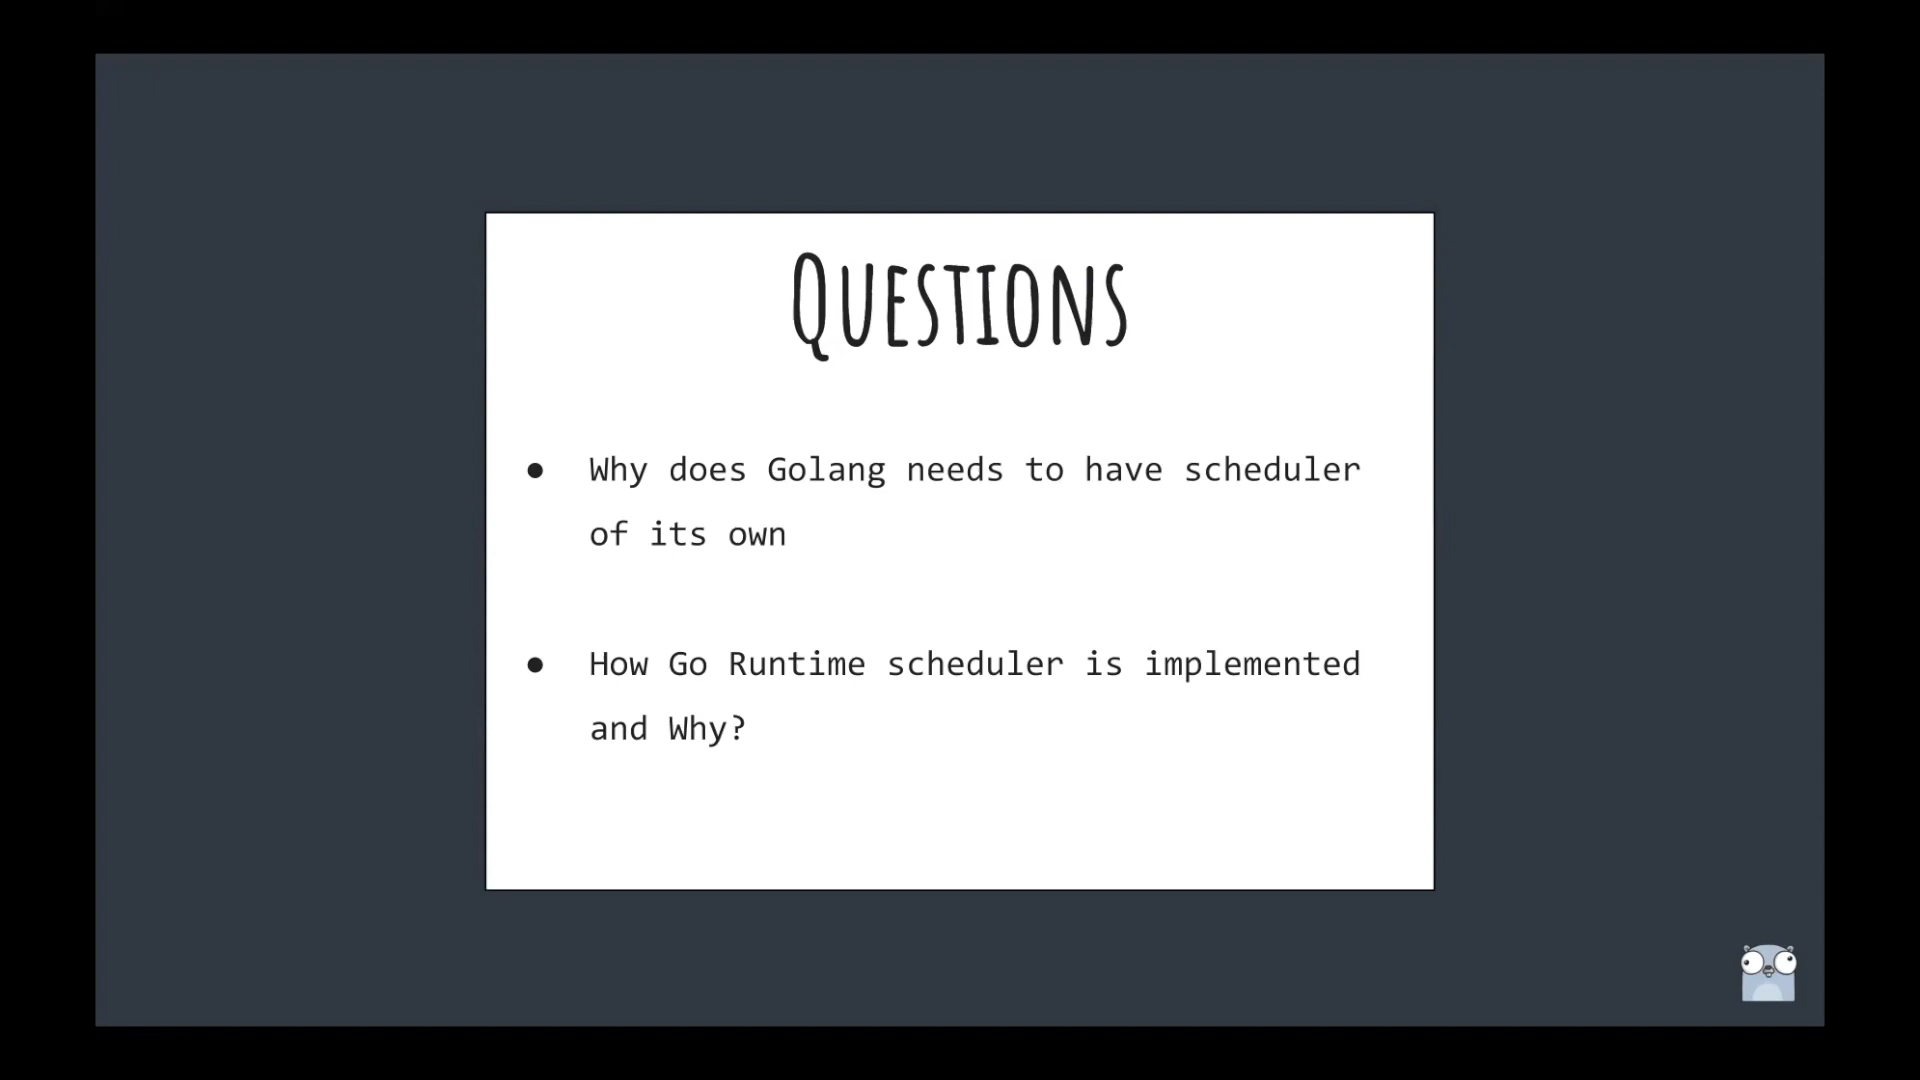 QUESTIONS
● Why does Golang needs to have scheduler
of its own
● How Go Runtime scheduler is implemented
and Why?